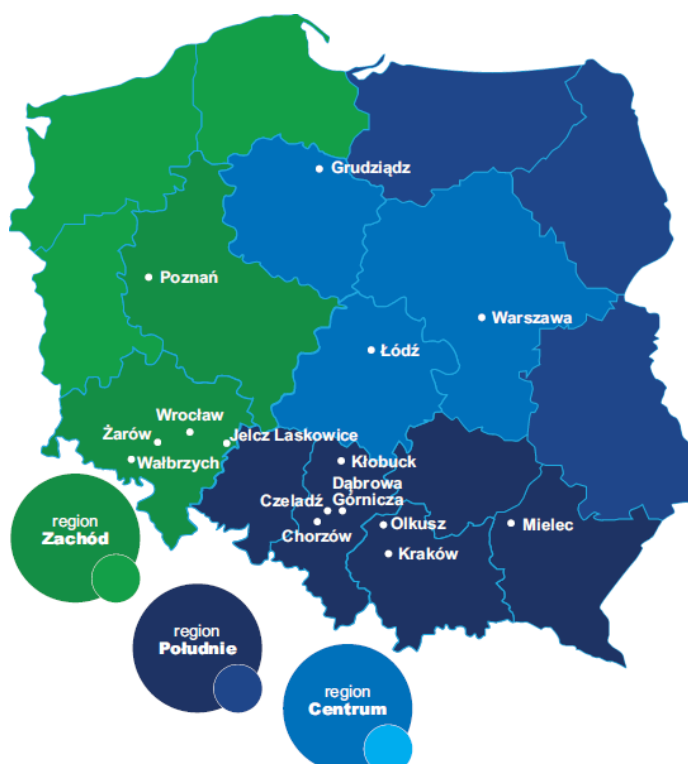 Grudziądz
Poznań
Warszawa
Łódź
Wrocław
Żarów
Jelcz Laskowice
Wałbrzych
Kłobuck
Dąbrowa
Górnicza
Czeladź
Chorzów
Olkusz
Mielec
Kraków
region
Zachód
region
Południe
region
Centrum